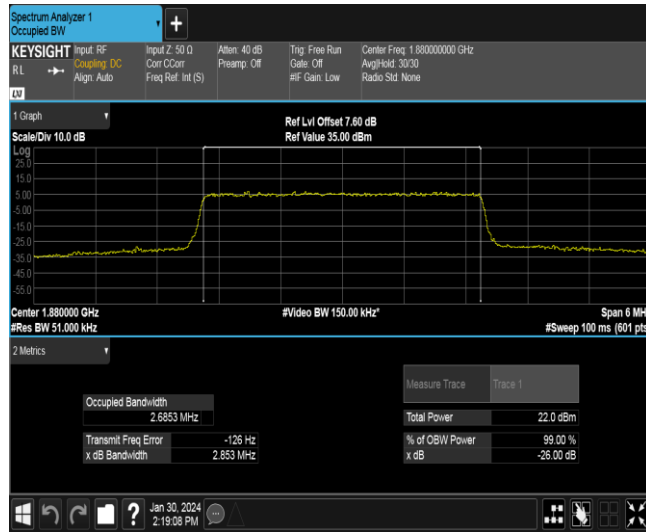 Spectrum Analyzer 1
Occupied BW
KEYSIGHT
RL
LXI
Input: RF
Coupling: DC
Align: Auto
Input Z: 50 Ω
Corr CCorr
Freq Ref: Int (S)
Atten: 40 dB
Preamp: Off
Trig: Free Run
Gate: Off
#IF Gain: Low
Center Freq: 1.880000000 GHz
Avg|Hold: 30/30
Radio Std: None
1 Graph
Scale/Div 10.0 dB
Ref Lvl Offset 7.60 dB
Ref Value 35.00 dBm
Log
25.0
15.0
5.00
-5.00
-15.0
-25.0
-35.0
-45.0
-55.0
Center 1.880000 GHz
#Res BW 51.000 kHz
#Video BW 150.00 kHz*
Span 6 MH
#Sweep 100 ms (601 pts
2 Metrics
Measure Trace Trace 1
Occupied Bandwidth
2.6853 MHz
Total Power 22.0 dBm
Transmit Freq Error -126 Hz
% of OBW Power 99.00 %
x dB Bandwidth 2.853 MHz
x dB -26.00 dB
Jan 30, 2024
2:19:08 PM